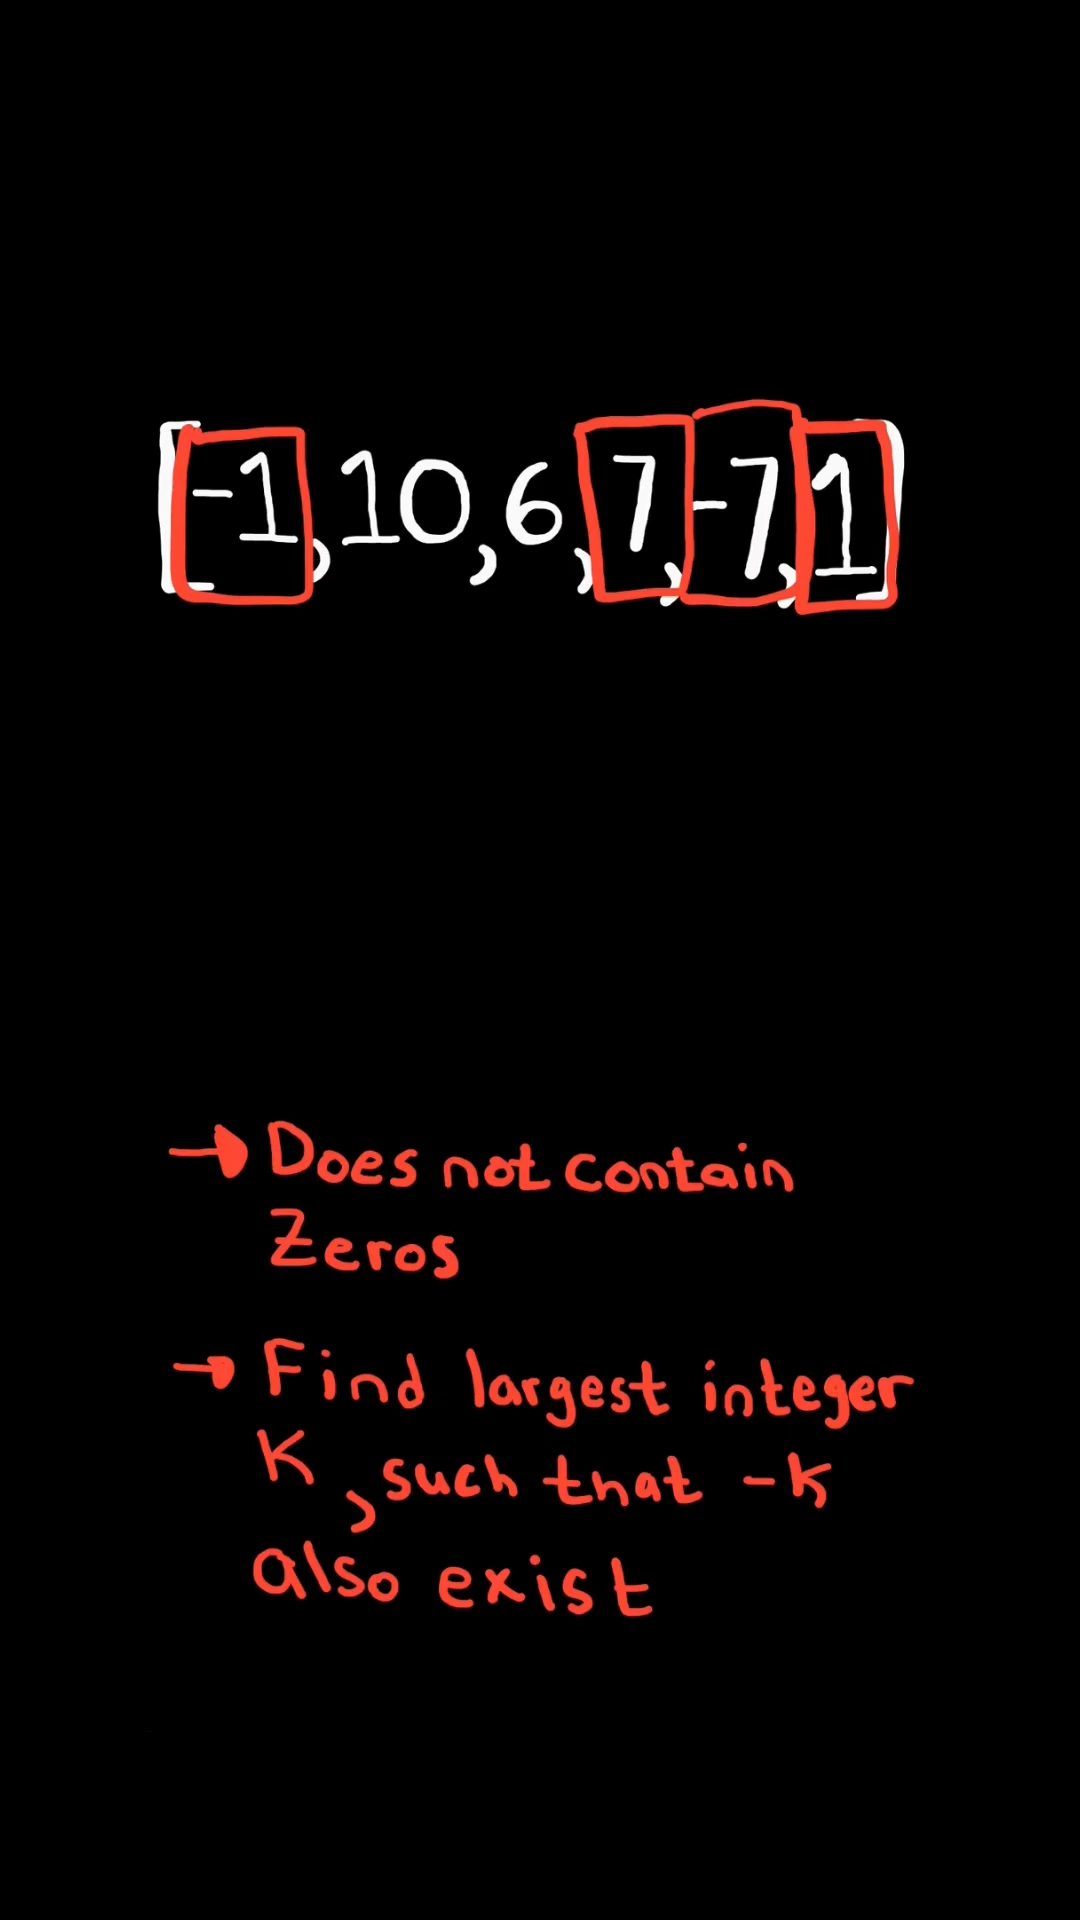 [-1,10,6,7,-7,1]
→ Does not contain
Zeros
→ Find largest integer
K, such that -k
also exist